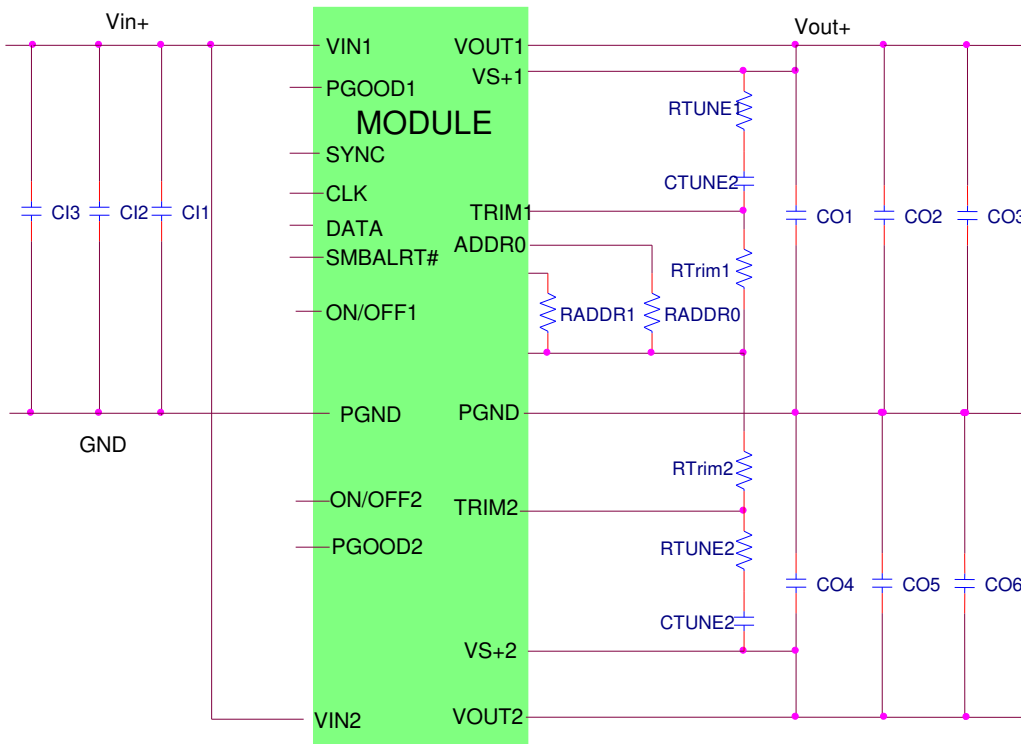 Vin+
Vout+
VIN1
VOUT1
VS+1
PGOOD1
RTUNE1
MODULE
SYNC
CTUNE2
CLK
TRIM1
CI3
CI2
CI1
CO1
CO2
CO3
DATA
ADDR0
SMBALRT#
RTrim1
ON/OFF1
RADDR1
RADDR0
PGND
PGND
GND
RTrim2
ON/OFF2
TRIM2
PGOOD2
RTUNE2
CO4
CO5
CO6
CTUNE2
VS+2
VIN2
VOUT2